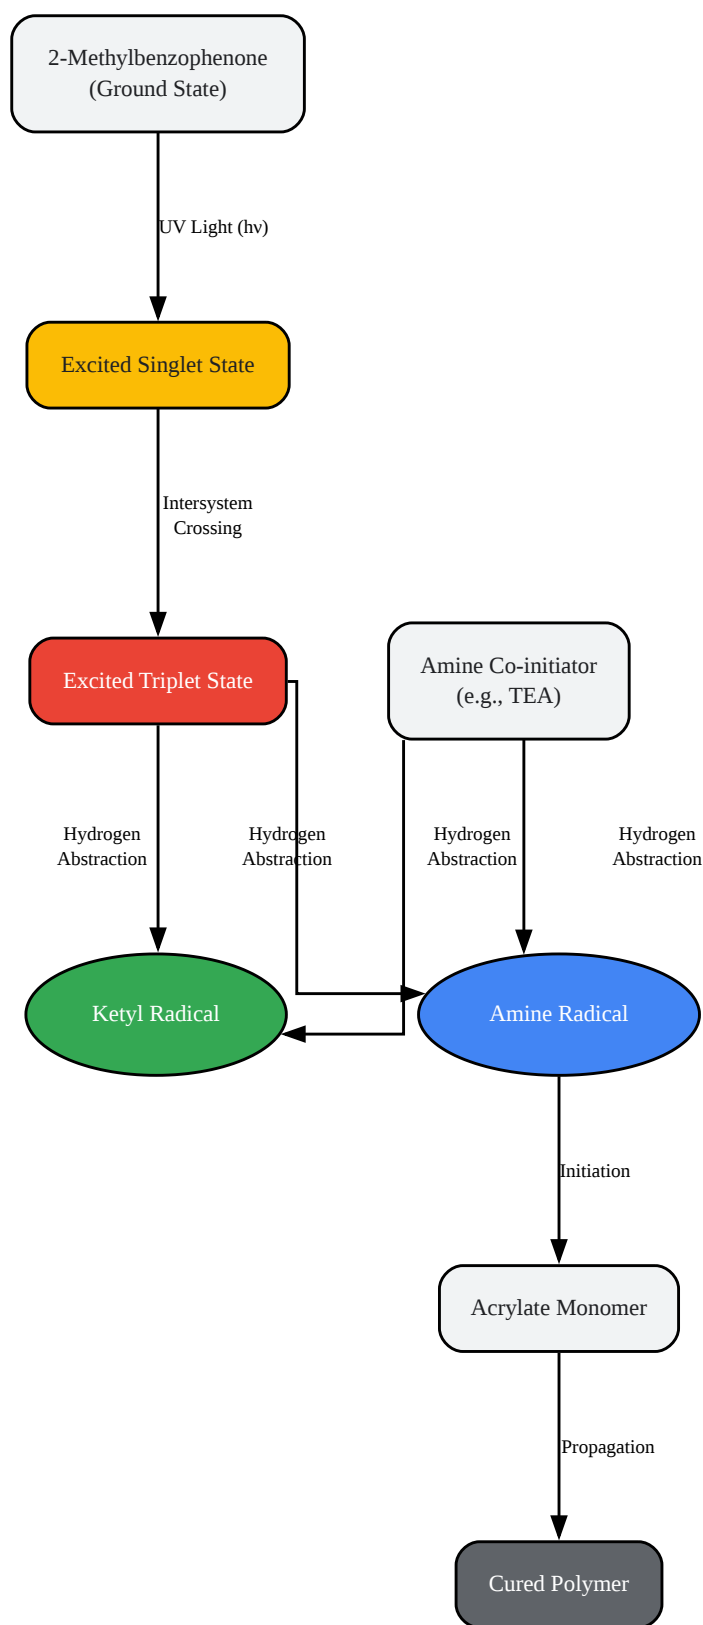 2-Methylbenzophenone
(Ground State)
UV Light (hν)
Excited Singlet State
Intersystem
Crossing
Excited Triplet State
Amine Co-initiator
(e.g., TEA)
Hydrogen
Abstraction
Hydrogen
Abstraction
Hydrogen
Abstraction
Hydrogen
Abstraction
Ketyl Radical
Amine Radical
Initiation
Acrylate Monomer
Propagation
Cured Polymer